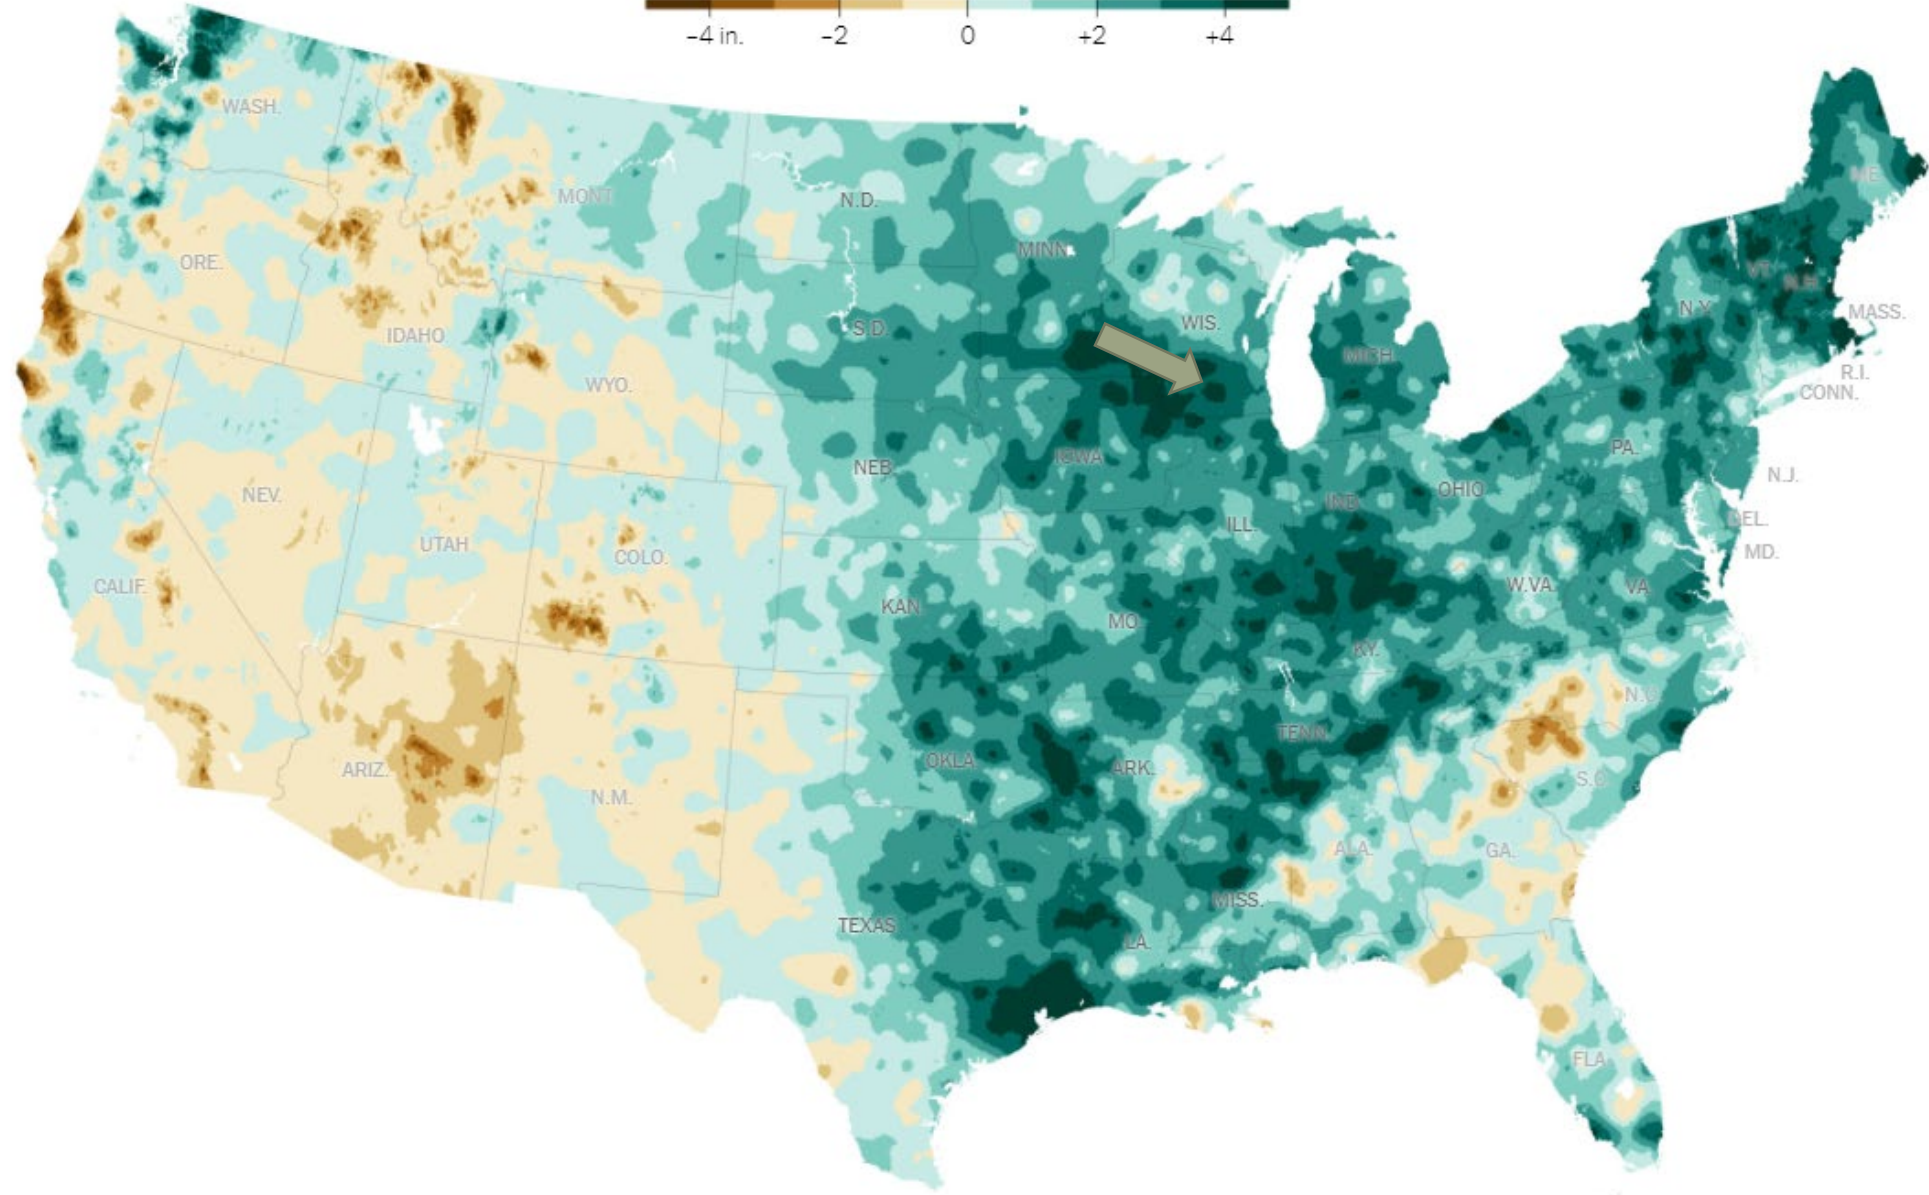 −4 in. −2 0 +2 +4
WASH.
MONT.
N.D.
MINN.
ME.
ORE.
IDAHO
S.D.
WIS.
MICH.
N.Y.
VT.
N.H.
MASS.
R.I.
CONN.
WYO.
NEB.
IOWA
PA.
N.J.
NEV.
UTAH
COLO.
ILL.
IND.
OHIO
DEL.
MD.
CALIF.
KAN.
MO.
KY.
W.VA.
VA.
ARIZ.
N.M.
OKLA.
ARK.
TENN.
N.C.
S.C.
TEXAS
LA.
MISS.
ALA.
GA.
FLA.